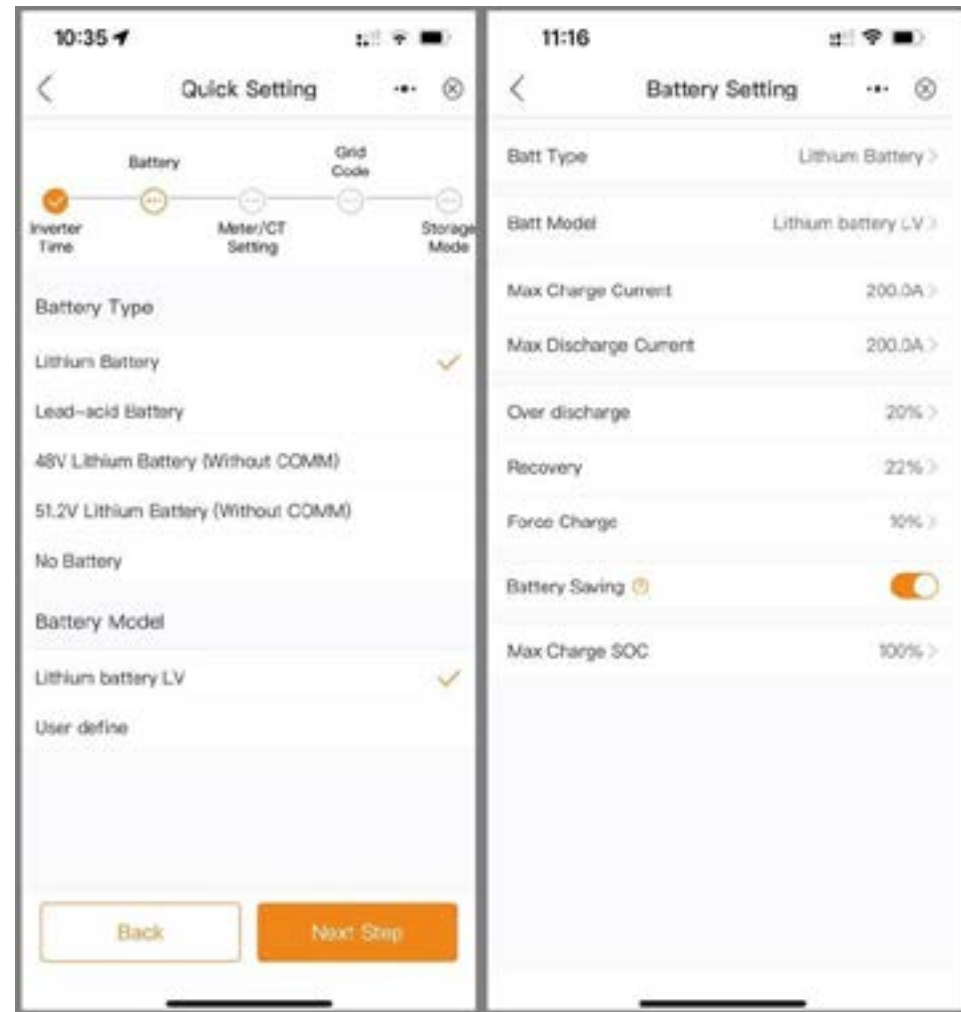 10:35
Quick Setting
Battery
Grid
Code
Inverter
Time
Meter/CT
Setting
Storage
Mode
Battery Type
Lithium Battery
Lead-acid Battery
48V Lithium Battery (Without COMM)
51.2V Lithium Battery (Without COMM)
No Battery
Battery Model
Lithium battery LV
User define
Back
Next Step
11:16
Battery Setting
Batt Type Lithium Battery
Batt Model Lithium battery LV
Max Charge Current 200.0A
Max Discharge Current 200.0A
Over discharge 20%
Recovery 22%
Force Charge 10%
Battery Saving
Max Charge SOC 100%